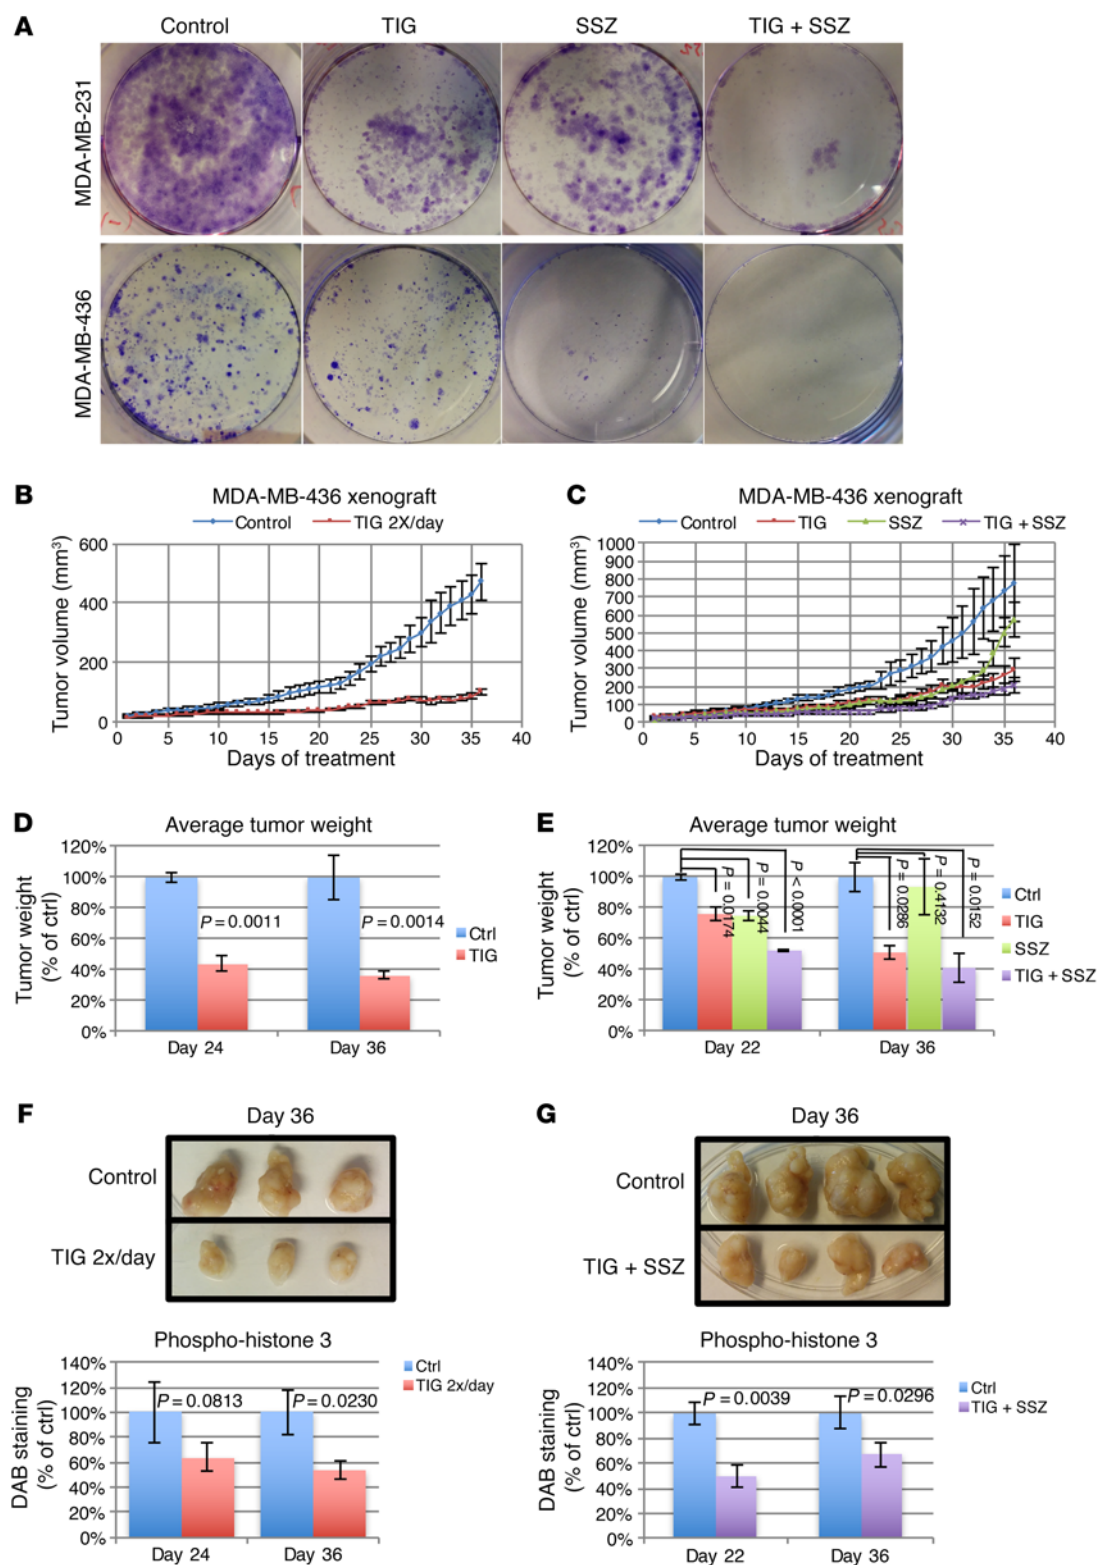 A
Control TIG SSZ TIG + SSZ
MDA-MB-231
MDA-MB-436
B
MDA-MB-436 xenograft
Control TIG 2X/day
Tumor volume (mm³)
600
400
200
0
0 5 10 15 20 25 30 35 40
Days of treatment
C
MDA-MB-436 xenograft
Control TIG SSZ TIG + SSZ
Tumor volume (mm³)
1000
900
800
700
600
500
400
300
200
100
0
0 5 10 15 20 25 30 35 40
Days of treatment
D
Average tumor weight
Tumor weight
(% of ctrl)
120%
100%
80%
60%
40%
20%
0%
P = 0.0011
P = 0.0014
Ctrl
TIG
Day 24 Day 36
E
Average tumor weight
Tumor weight
(% of ctrl)
120%
100%
80%
60%
40%
20%
0%
P = 0.0174
P = 0.0044
P < 0.0001
P = 0.0286
P = 0.4132
P = 0.0152
Ctrl
TIG
SSZ
TIG + SSZ
Day 22 Day 36
F
Day 36
Control
TIG 2x/day
Phospho-histone 3
DAB staining
(% of ctrl)
140%
120%
100%
80%
60%
40%
20%
0%
P = 0.0813
P = 0.0230
Ctrl
TIG 2x/day
Day 24 Day 36
G
Day 36
Control
TIG + SSZ
Phospho-histone 3
DAB staining
(% of ctrl)
140%
120%
100%
80%
60%
40%
20%
0%
P = 0.0039
P = 0.0296
Ctrl
TIG + SSZ
Day 22 Day 36